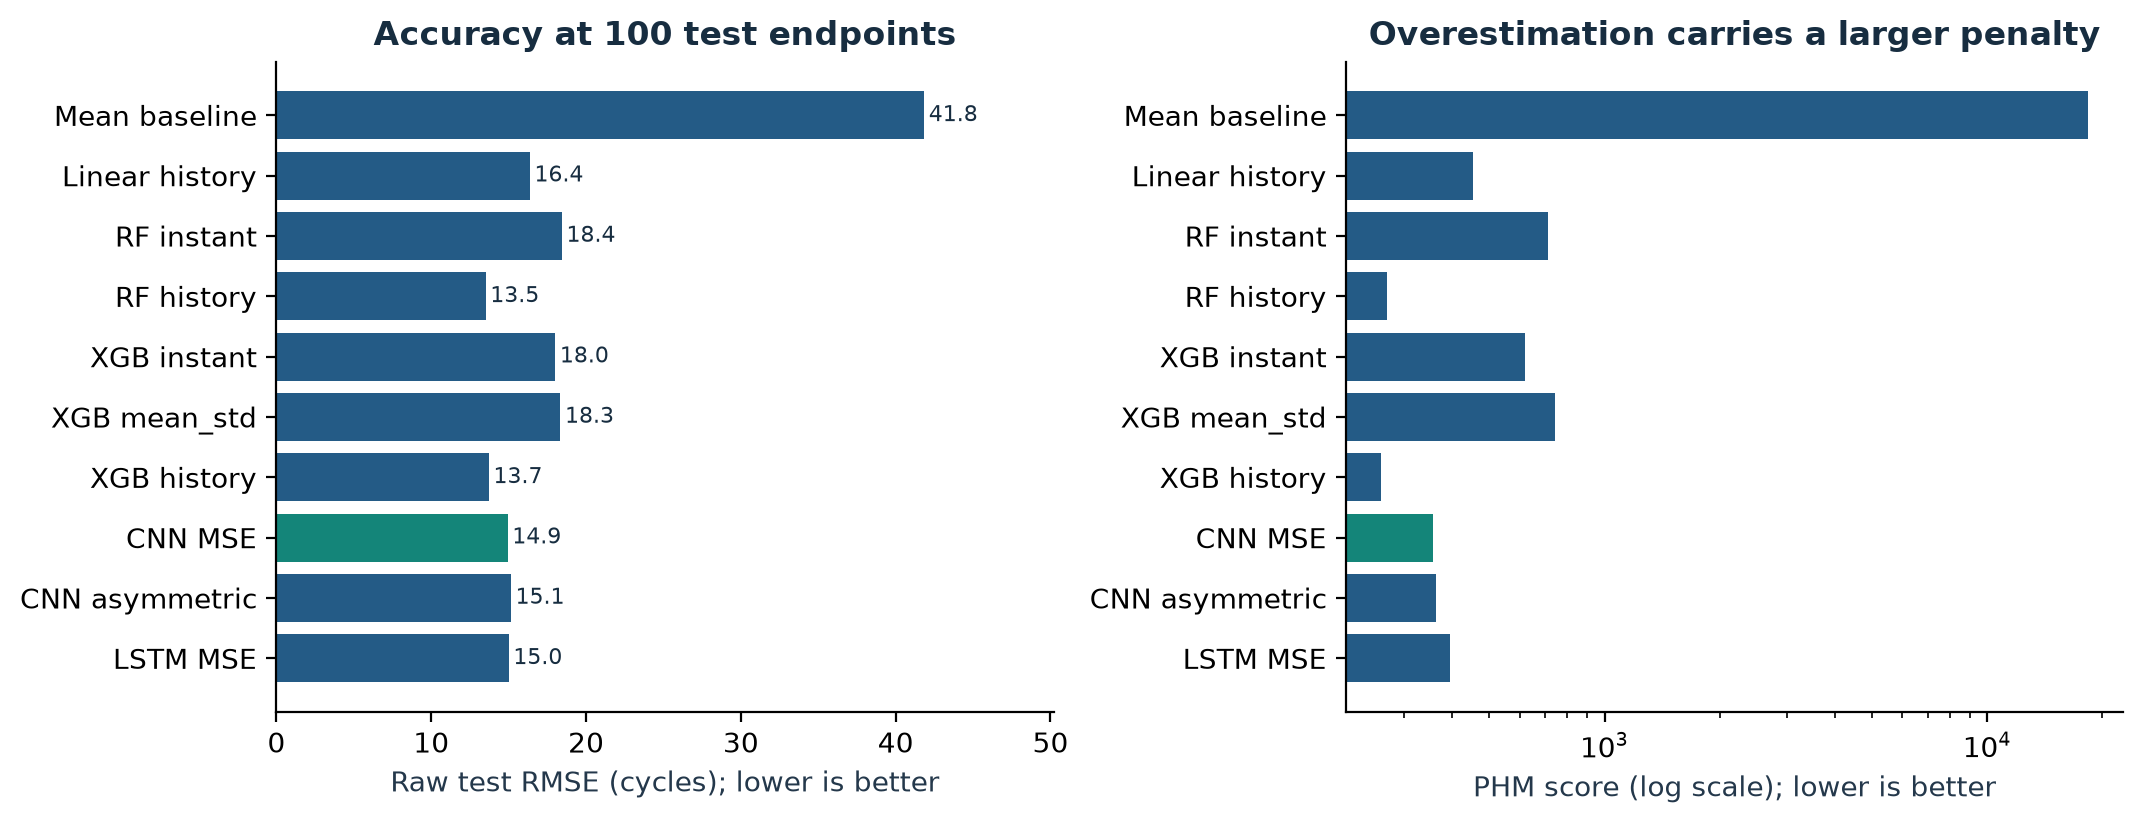 Accuracy at 100 test endpoints
Mean baseline
41.8
Linear history
16.4
RF instant
18.4
RF history
13.5
XGB instant
18.0
XGB mean_std
18.3
XGB history
13.7
CNN MSE
14.9
CNN asymmetric
15.1
LSTM MSE
15.0
0 10 20 30 40 50
Raw test RMSE (cycles); lower is better
Overestimation carries a larger penalty
Mean baseline
Linear history
RF instant
RF history
XGB instant
XGB mean_std
XGB history
CNN MSE
CNN asymmetric
LSTM MSE
10³ 10⁴
PHM score (log scale); lower is better